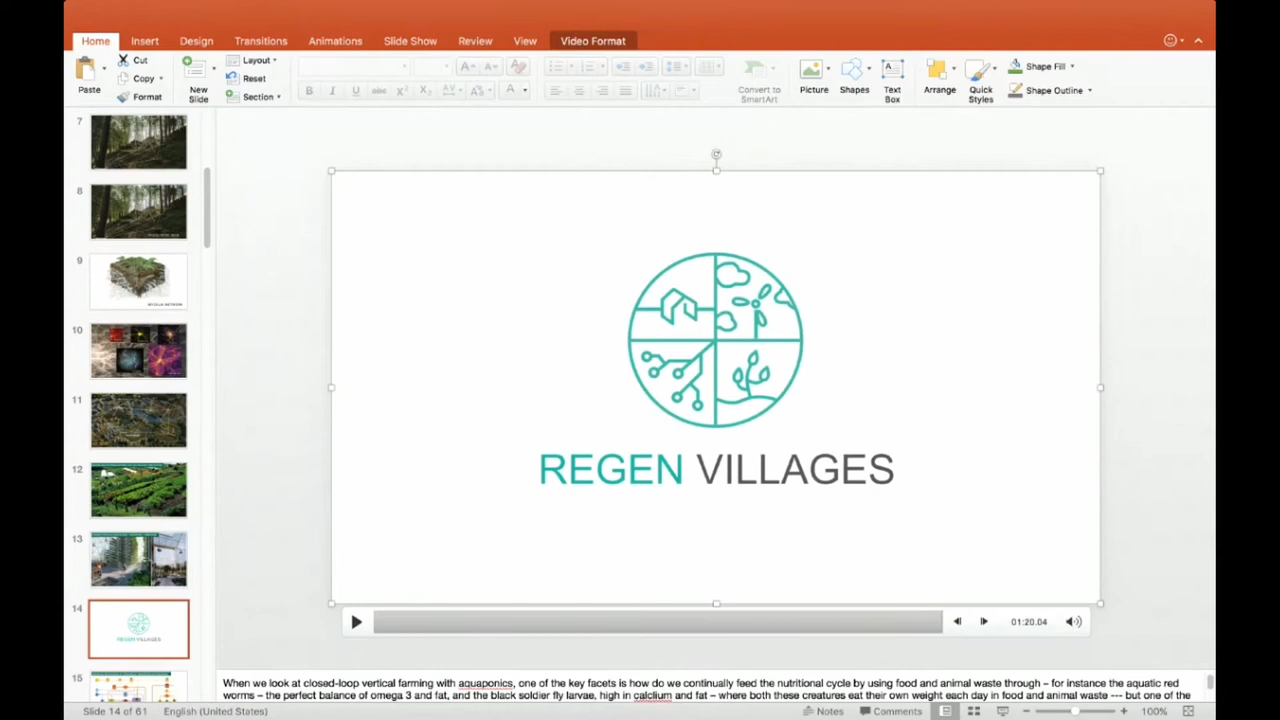 Home Insert Design Transitions Animations Slide Show Review View Video Format
Paste
Cut
Copy
Format
New
Slide
Layout
Reset
Section
B I U abc X² X₂ AV Aa A
Convert to
SmartArt
Picture
Shapes
Text
Box
Arrange
Quick
Styles
Shape Fill
Shape Outline
7
8
9
10
11
12
13
14
15
REGEN VILLAGES
01:20.04
When we look at closed-loop vertical farming with aquaponics, one of the key facets is how do we continually feed the nutritional cycle by using food and animal waste through – for instance the aquatic red
worms – the perfect balance of omega 3 and fat, and the black soldier fly larvae, high in calcium and fat – where both these creatures eat their own weight each day in food and animal waste --- but one of the
Slide 14 of 61 English (United States) Notes Comments 100%